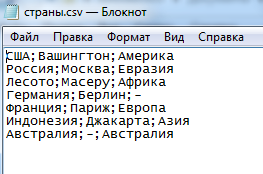 страны.csv — Блокнот
Файл Правка Формат Вид Справка
США;Вашингтон;Америка
Россия;Москва;Евразия
Лесото;Масеру;Африка
Германия;Берлин;-
Франция;Париж;Европа
Индонезия;Джакарта;Азия
Австралия;-;Австралия